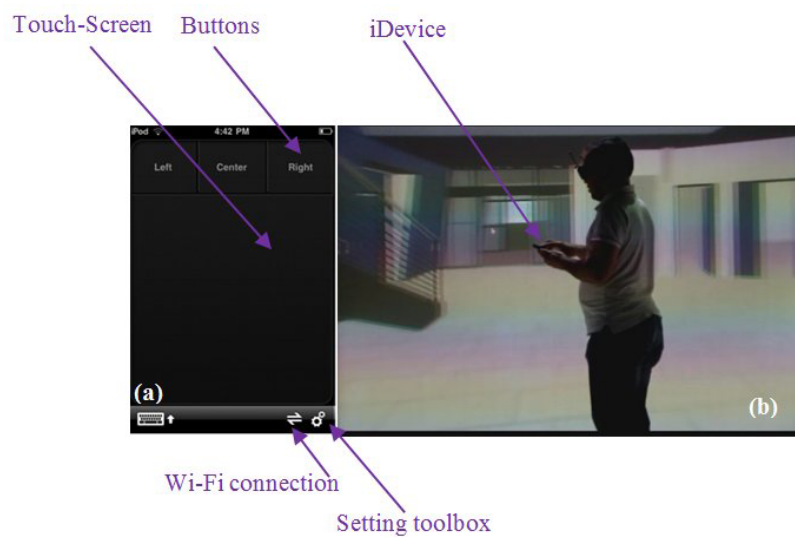 Touch-Screen Buttons iDevice
iPod 4:42 PM
Left Center Right
(a)
(b)
Wi-Fi connection
Setting toolbox